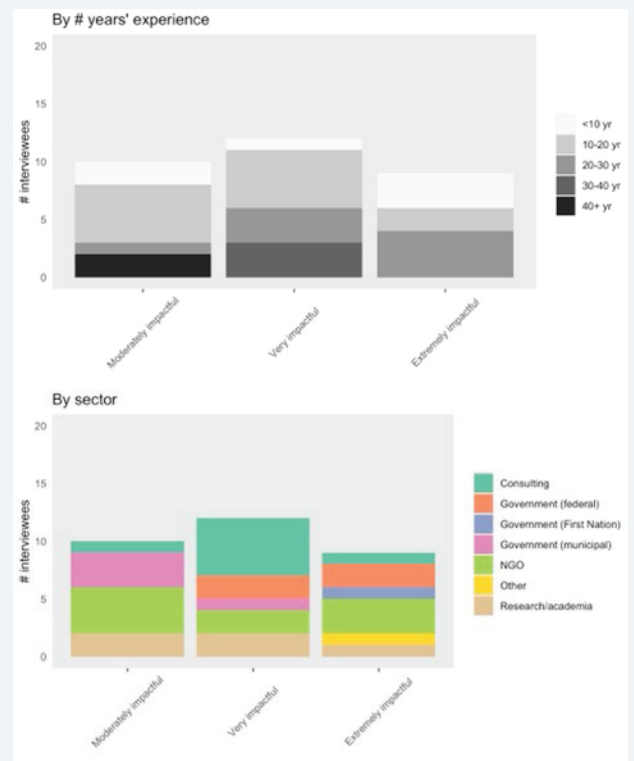 By # years' experience
20
15
10
5
0
# interviewees
Moderately impactful
Very impactful
Extremely impactful
<10 yr
10-20 yr
20-30 yr
30-40 yr
40+ yr
By sector
20
15
10
5
0
# interviewees
Moderately impactful
Very impactful
Extremely impactful
Consulting
Government (federal)
Government (First Nation)
Government (municipal)
NGO
Other
Research/academia